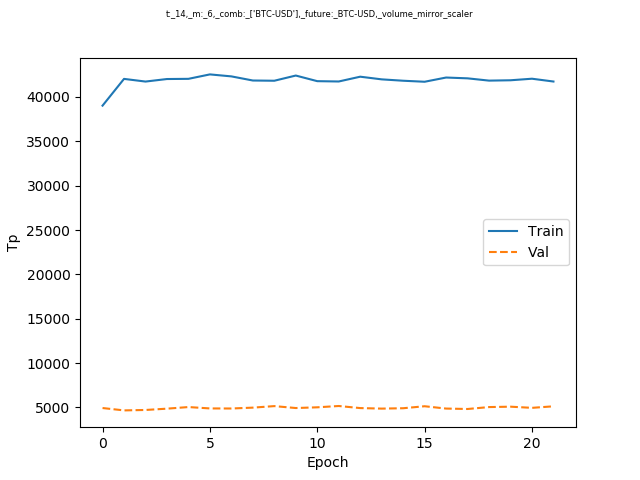 t:_14,_m:_6,_comb:_['BTC-USD'],_future:_BTC-USD,_volume_mirror_scaler
40000
35000
30000
25000
20000
15000
10000
5000
Tp
Train
Val
0 5 10 15 20
Epoch